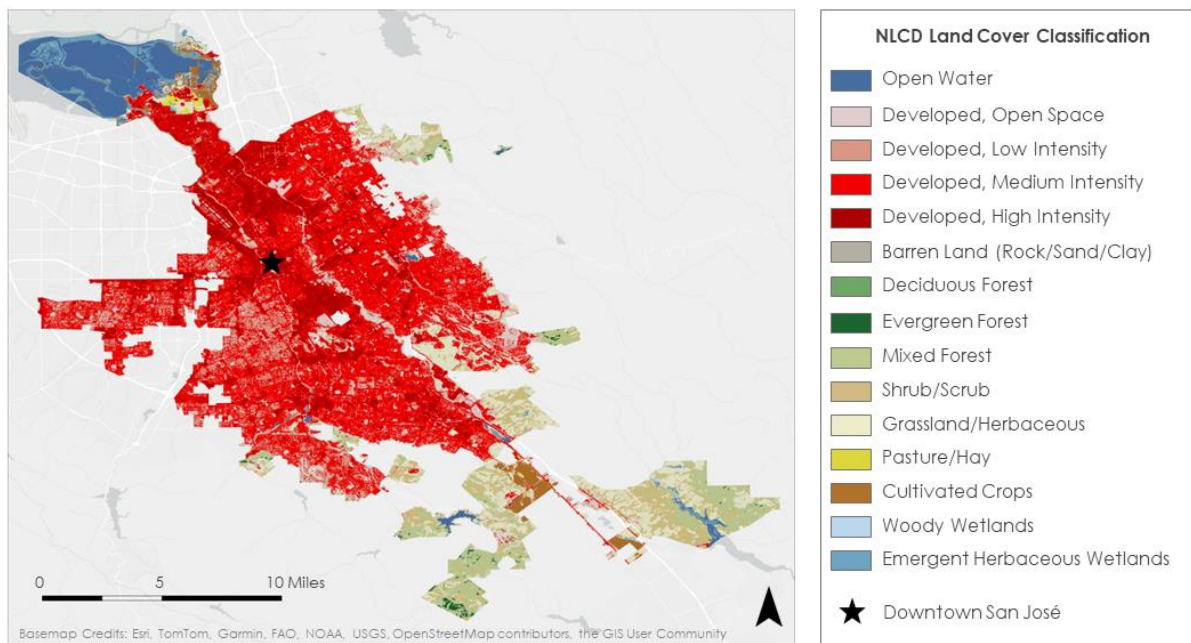 NLCD Land Cover Classification
Open Water
Developed, Open Space
Developed, Low Intensity
Developed, Medium Intensity
Developed, High Intensity
Barren Land (Rock/Sand/Clay)
Deciduous Forest
Evergreen Forest
Mixed Forest
Shrub/Scrub
Grassland/Herbaceous
Pasture/Hay
Cultivated Crops
Woody Wetlands
Emergent Herbaceous Wetlands
Downtown San José
0 5 10 Miles
Basemap Credits: Esri, TomTom, Garmin, FAO, NOAA, USGS, OpenStreetMap contributors, the GIS User Community